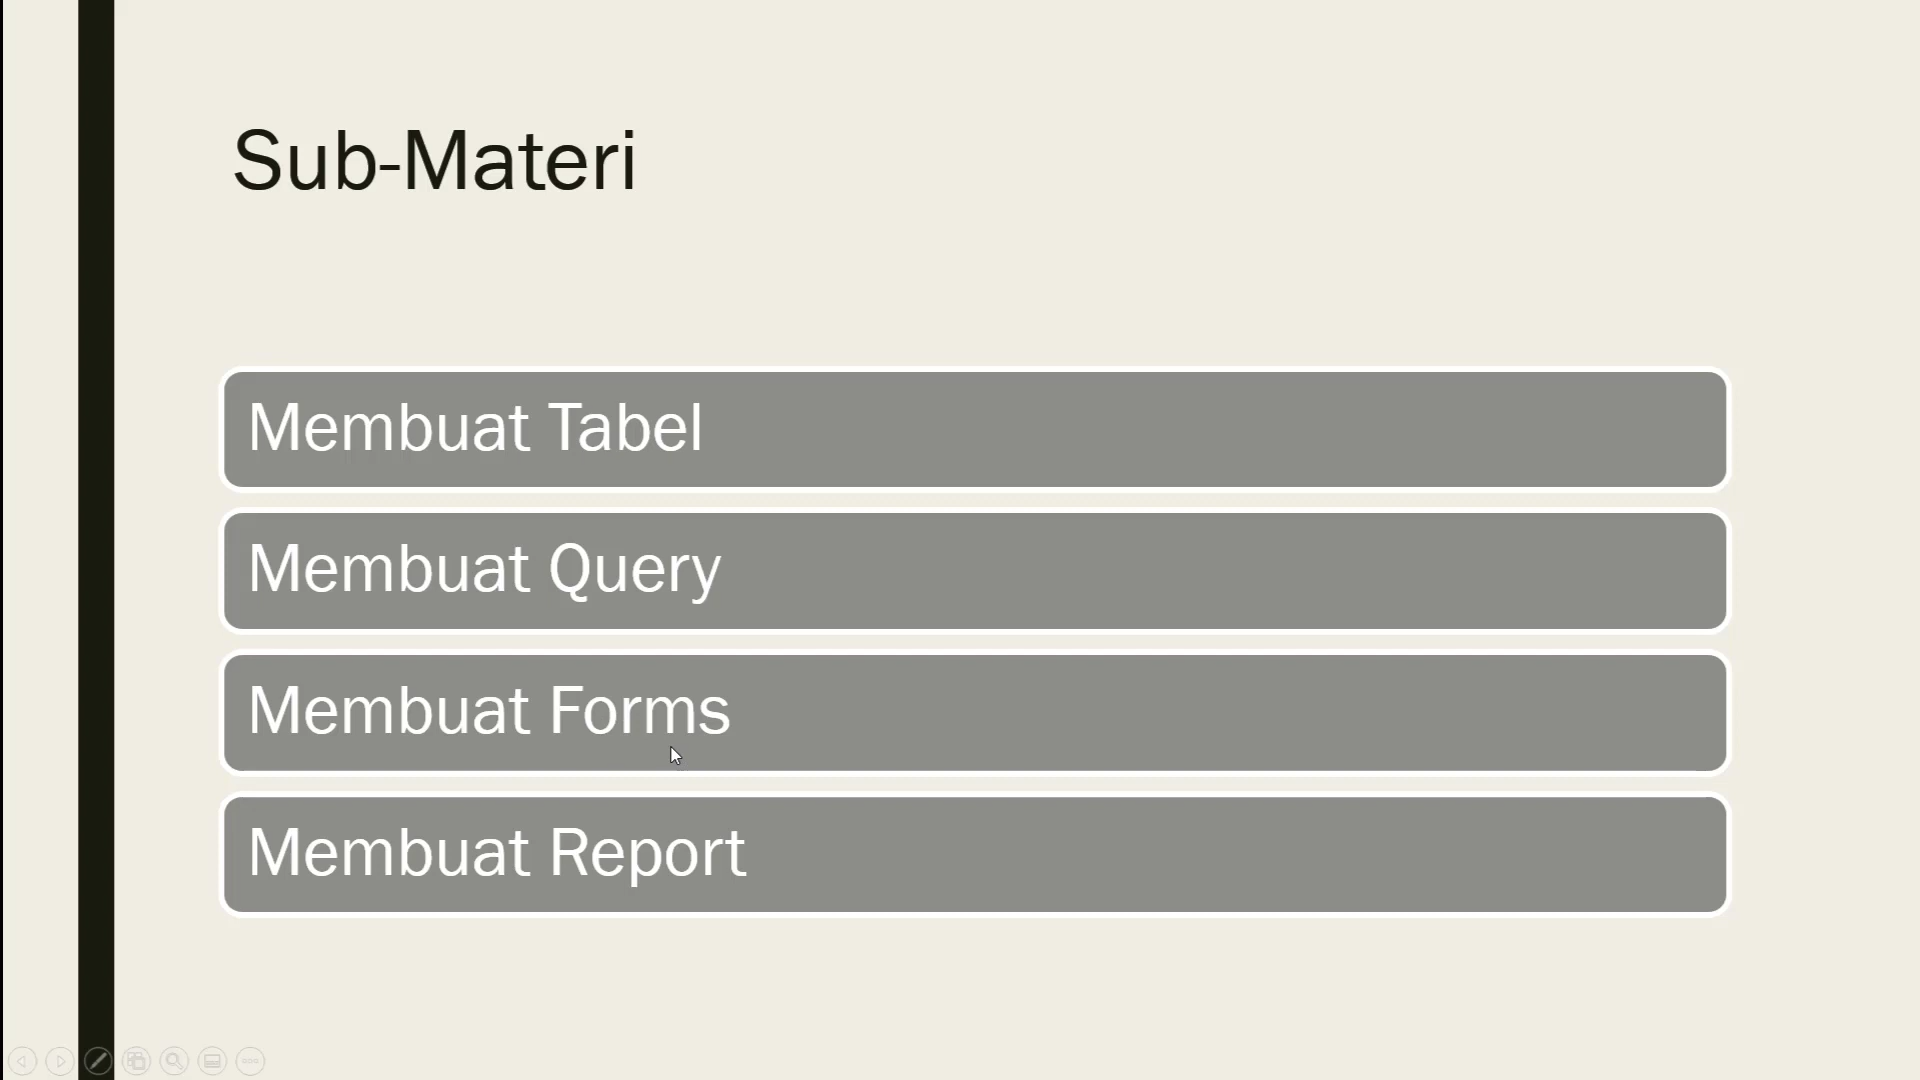 Sub-Materi
Membuat Tabel
Membuat Query
Membuat Forms
Membuat Report